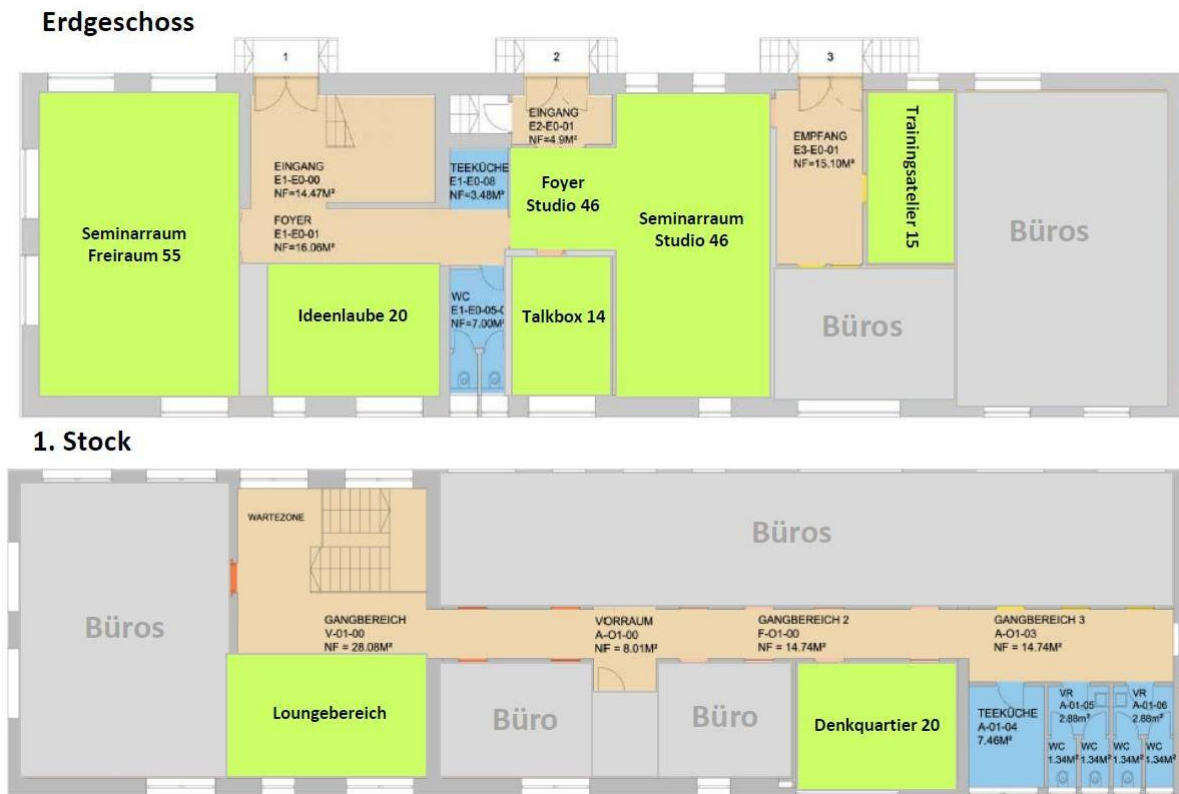 Erdgeschoss
1
2
3
EINGANG
E1-E0-00
NF=14.47M²
FOYER
E1-E0-01
NF=16.06M²
Seminarraum
Freiraum 55
Ideenlaube 20
TEEKÜCHE
E1-E0-08
NF=3.48M²
WC
E1-E0-05-0
NF=7.00M²
EINGANG
E2-E0-01
NF=4.9M²
Foyer
Studio 46
Talkbox 14
Seminarraum
Studio 46
EMPFANG
E3-E0-01
NF=15.10M²
Trainingsatelier 15
Büros
Büros
1. Stock
Büros
WARTEZONE
GANGBEREICH
V-01-00
NF = 28.08M²
Loungebereich
Büros
VORRAUM
A-O1-00
NF = 8.01M²
GANGBEREICH 2
F-O1-00
NF = 14.74M²
GANGBEREICH 3
A-O1-03
NF = 14.74M²
Büro
Büro
Denkquartier 20
TEEKÜCHE
A-01-04
7.46M²
VR
A-01-05
2.88m²
VR
A-01-06
2.88m²
WC
1.34M²
WC
1.34M²
WC
1.34M²
WC
1.34M²